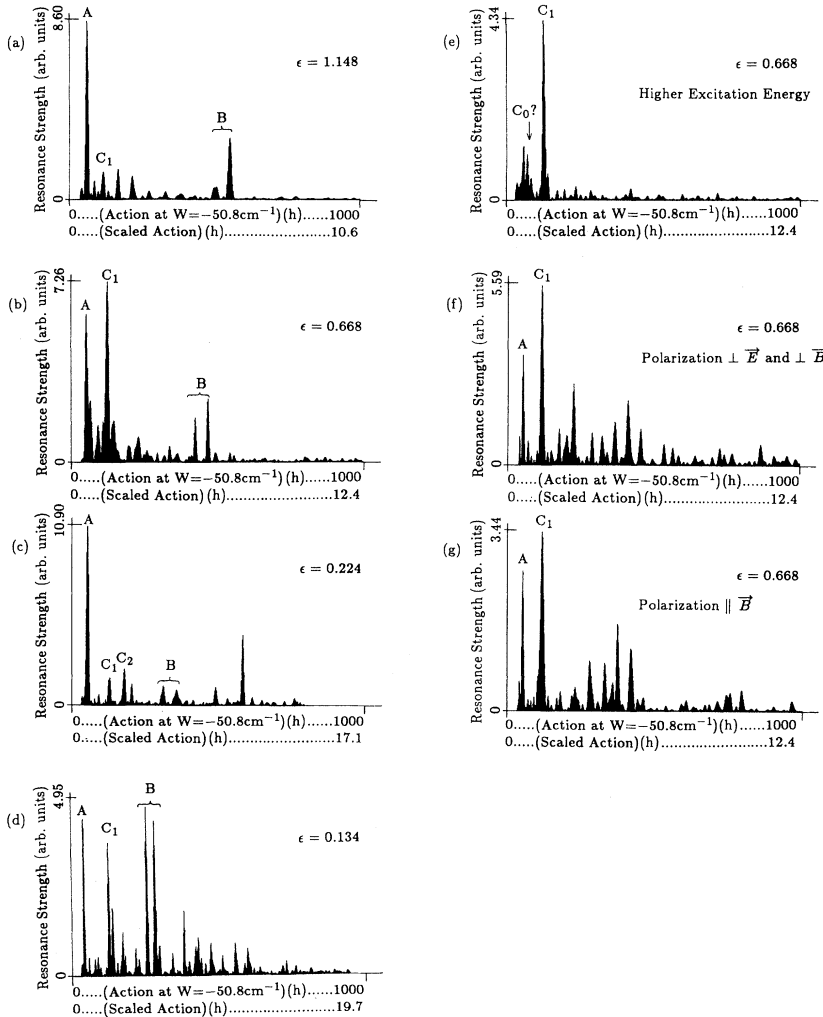 (a)
Resonance Strength (arb. units)
8.60
0
A
C₁
B
ϵ = 1.148
0.....(Action at W=−50.8cm⁻¹)(h)......1000
0.....(Scaled Action)(h)..........................10.6
(b)
Resonance Strength (arb. units)
7.26
0
A
C₁
B
ϵ = 0.668
0.....(Action at W=−50.8cm⁻¹)(h)......1000
0.....(Scaled Action)(h)..........................12.4
(c)
Resonance Strength (arb. units)
10.90
0
A
C₁ C₂
B
ϵ = 0.224
0.....(Action at W=−50.8cm⁻¹)(h)......1000
0.....(Scaled Action)(h)..........................17.1
(d)
Resonance Strength (arb. units)
4.95
0
A
C₁
B
ϵ = 0.134
0.....(Action at W=−50.8cm⁻¹)(h)......1000
0.....(Scaled Action)(h)..........................19.7
(e)
Resonance Strength (arb. units)
4.34
0
C₀?
C₁
ϵ = 0.668
Higher Excitation Energy
0.....(Action at W=−50.8cm⁻¹)(h)......1000
0.....(Scaled Action)(h)..........................12.4
(f)
Resonance Strength (arb. units)
5.59
0
A
C₁
ϵ = 0.668
Polarization ⊥ E⃗ and ⊥ B⃗
0.....(Action at W=−50.8cm⁻¹)(h)......1000
0.....(Scaled Action)(h)..........................12.4
(g)
Resonance Strength (arb. units)
3.44
0
A
C₁
ϵ = 0.668
Polarization ∥ B⃗
0.....(Action at W=−50.8cm⁻¹)(h)......1000
0.....(Scaled Action)(h)..........................12.4